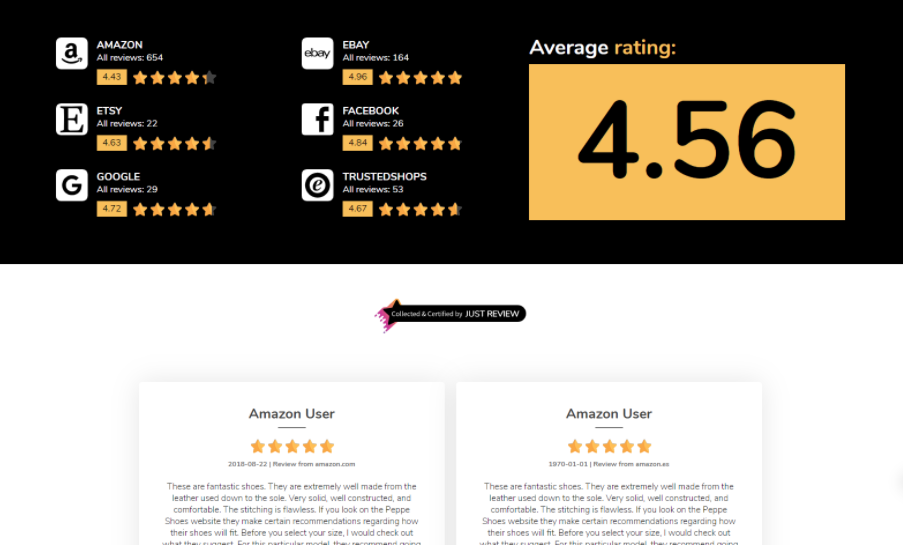 AMAZON
All reviews: 654
4.43
ETSY
All reviews: 22
4.63
GOOGLE
All reviews: 29
4.72
ebay
EBAY
All reviews: 164
4.96
FACEBOOK
All reviews: 26
4.84
TRUSTEDSHOPS
All reviews: 53
4.67
Average rating:
4.56
Collected & Certified by JUST REVIEW
Amazon User
2018-08-22 | Review from amazon.com
These are fantastic shoes. They are extremely well made from the
leather used down to the sole. Very solid, well constructed, and
comfortable. The stitching is flawless. If you look on the Peppe
Shoes website they make certain recommendations regarding how
their shoes will fit. Before you select your size, I would check out
what they suggest. For this particular model, they recommend going
Amazon User
1970-01-01 | Review from amazon.es
These are fantastic shoes. They are extremely well made from the
leather used down to the sole. Very solid, well constructed, and
comfortable. The stitching is flawless. If you look on the Peppe
Shoes website they make certain recommendations regarding how
their shoes will fit. Before you select your size, I would check out
what they suggest. For this particular model, they recommend going